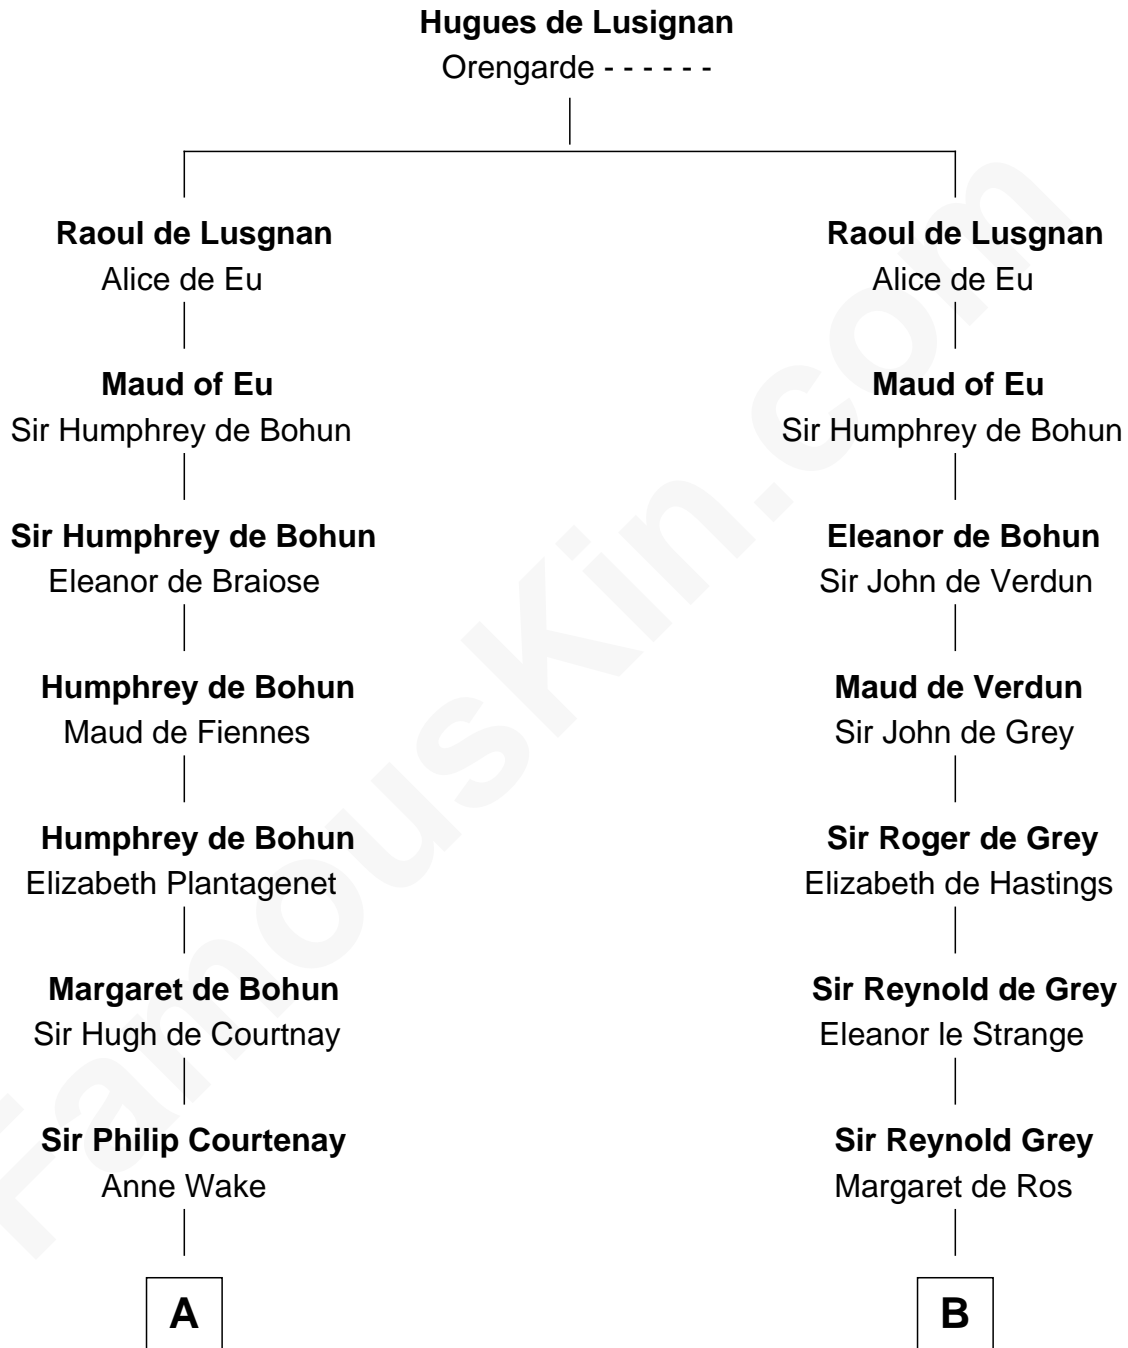 Hugues de Lusignan
Orengarde - - - - - -
Raoul de Lusgnan
Alice de Eu
Maud of Eu
Sir Humphrey de Bohun
Sir Humphrey de Bohun
Eleanor de Braiose
Humphrey de Bohun
Maud de Fiennes
Humphrey de Bohun
Elizabeth Plantagenet
Margaret de Bohun
Sir Hugh de Courtnay
Sir Philip Courtenay
Anne Wake
A
Raoul de Lusgnan
Alice de Eu
Maud of Eu
Sir Humphrey de Bohun
Eleanor de Bohun
Sir John de Verdun
Maud de Verdun
Sir John de Grey
Sir Roger de Grey
Elizabeth de Hastings
Sir Reynold de Grey
Eleanor le Strange
Sir Reynold Grey
Margaret de Ros
B
FamousKin.com